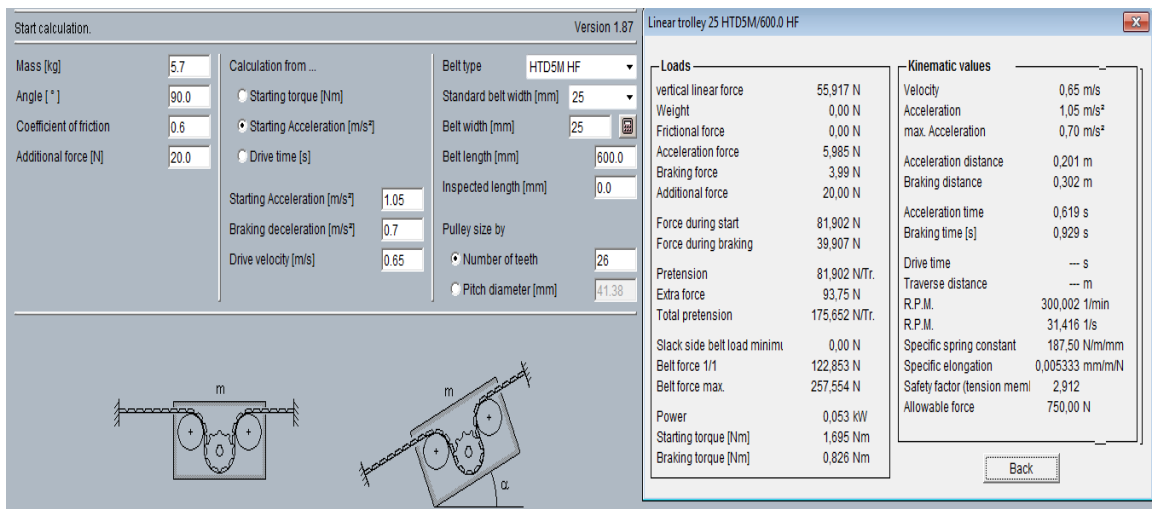 Start calculation.
Version 1.87
Mass [kg] 5.7
Angle [ ° ] 90.0
Coefficient of friction 0.6
Additional force [N] 20.0
Calculation from ...
Starting torque [Nm]
Starting Acceleration [m/s²]
Drive time [s]
Starting Acceleration [m/s²] 1.05
Braking deceleration [m/s²] 0.7
Drive velocity [m/s] 0.65
Belt type HTD5M HF
Standard belt width [mm] 25
Belt width [mm] 25
Belt length [mm] 600.0
Inspected length [mm] 0.0
Pulley size by
Number of teeth 26
Pitch diameter [mm] 41.38
m
m
α
Linear trolley 25 HTD5M/600.0 HF
Loads
vertical linear force 55,917 N
Weight 0,00 N
Frictional force 0,00 N
Acceleration force 5,985 N
Braking force 3,99 N
Additional force 20,00 N
Force during start 81,902 N
Force during braking 39,907 N
Pretension 81,902 N/Tr.
Extra force 93,75 N
Total pretension 175,652 N/Tr.
Slack side belt load minimu 0,00 N
Belt force 1/1 122,853 N
Belt force max. 257,554 N
Power 0,053 kW
Starting torque [Nm] 1,695 Nm
Braking torque [Nm] 0,826 Nm
Kinematic values
Velocity 0,65 m/s
Acceleration 1,05 m/s²
max. Acceleration 0,70 m/s²
Acceleration distance 0,201 m
Braking distance 0,302 m
Acceleration time 0,619 s
Braking time [s] 0,929 s
Drive time --- s
Traverse distance --- m
R.P.M. 300,002 1/min
R.P.M. 31,416 1/s
Specific spring constant 187,50 N/m/mm
Specific elongation 0,005333 mm/m/N
Safety factor (tension meml 2,912
Allowable force 750,00 N
Back